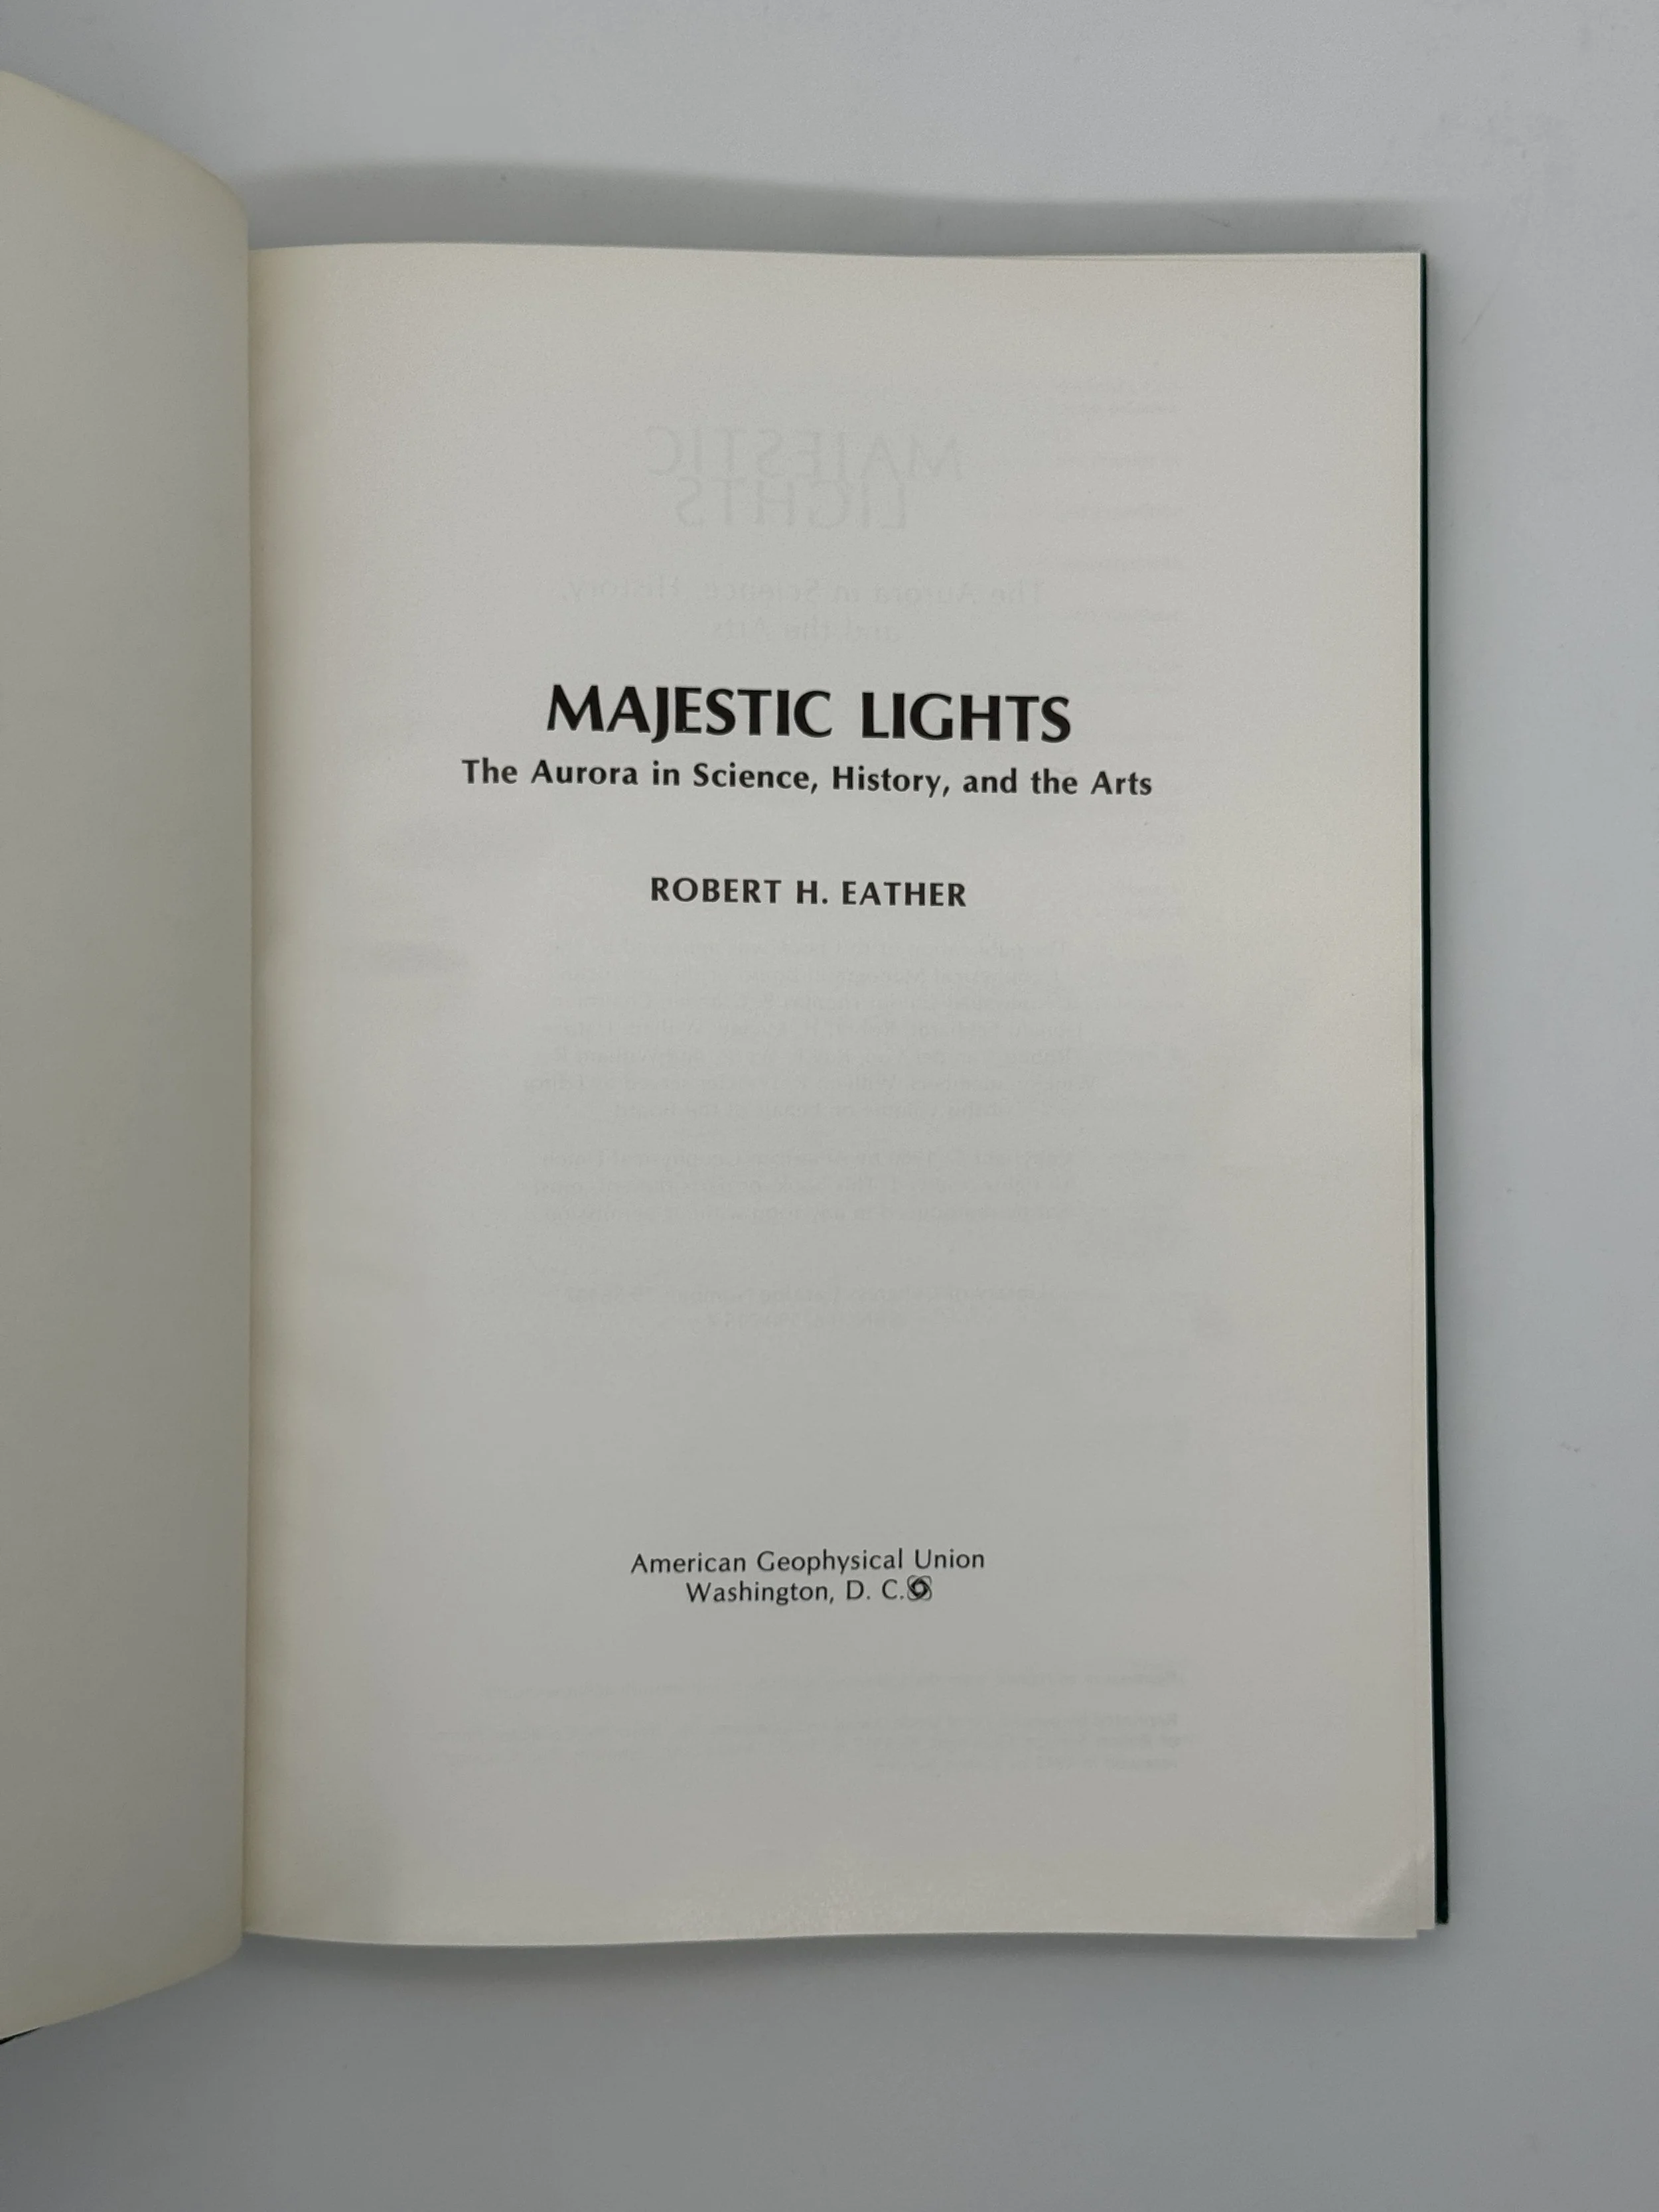 MAJESTIC LIGHTS
The Aurora in Science, History, and the Arts
ROBERT H. EATHER
American Geophysical Union
Washington, D. C.